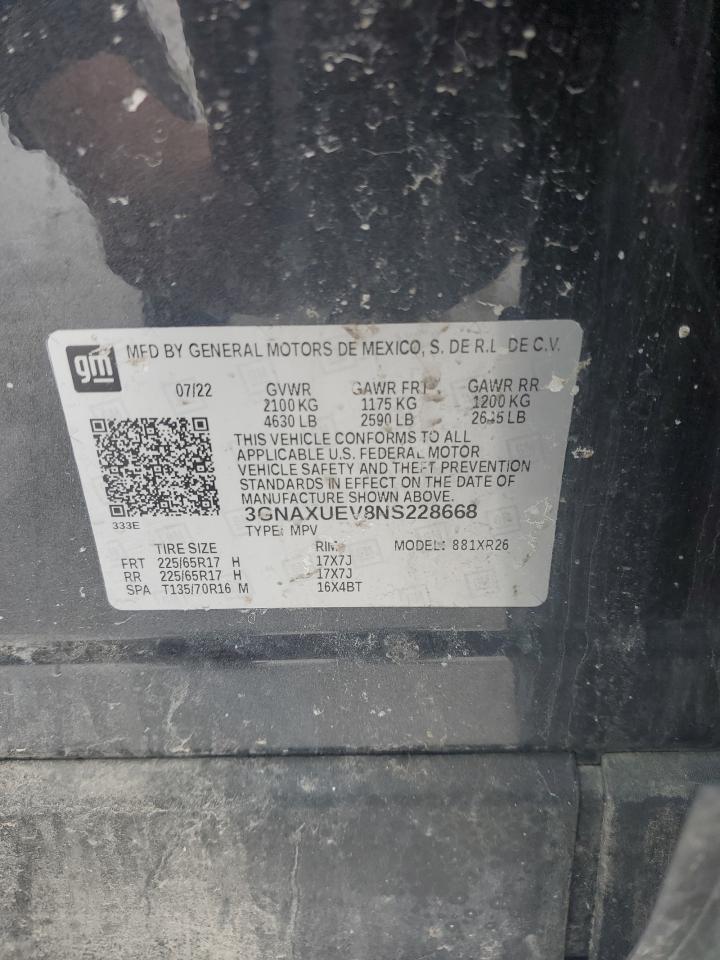 gm
MFD BY GENERAL MOTORS DE MEXICO, S. DE R.L. DE C.V.
07/22 GVWR GAWR FRT GAWR RR
2100 KG 1175 KG 1200 KG
4630 LB 2590 LB 2645 LB
THIS VEHICLE CONFORMS TO ALL
APPLICABLE U.S. FEDERAL MOTOR
VEHICLE SAFETY AND THEFT PREVENTION
STANDARDS IN EFFECT ON THE DATE OF
MANUFACTURE SHOWN ABOVE.
3GNAXUEV8NS228668
333E
TYPE: MPV
TIRE SIZE RIM MODEL: 881XR26
FRT 225/65R17 H 17X7J
RR 225/65R17 H 17X7J
SPA T135/70R16 M 16X4BT